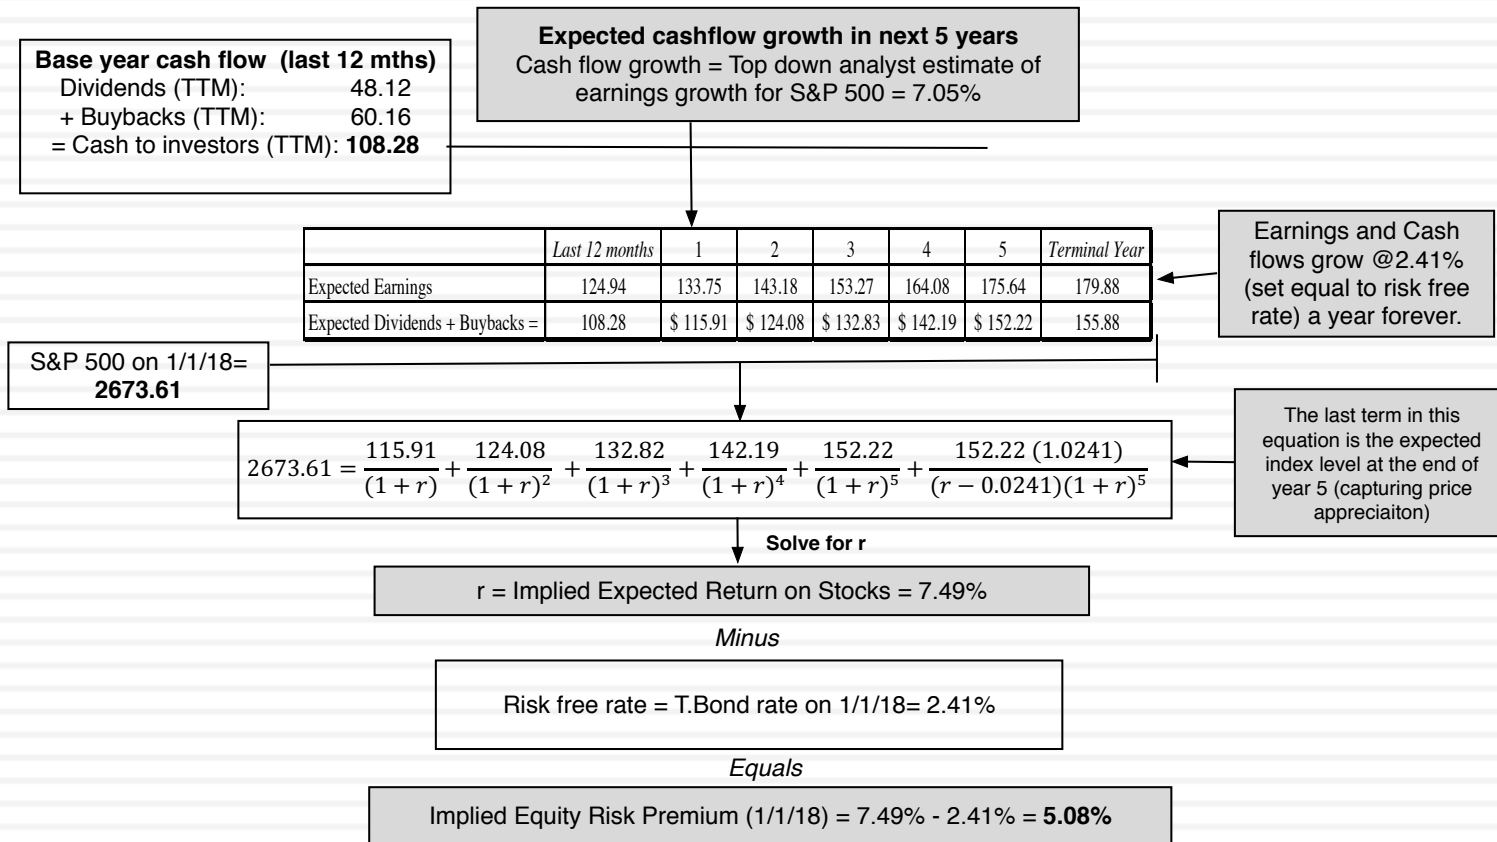 Expected cashflow growth in next 5 years
Cash flow growth = Top down analyst estimate of
earnings growth for S&P 500 = 7.05%
Base year cash flow (last 12 mths)
Dividends (TTM): 48.12
+ Buybacks (TTM): 60.16
= Cash to investors (TTM): 108.28
Last 12 months 1 2 3 4 5 Terminal Year
Expected Earnings 124.94 133.75 143.18 153.27 164.08 175.64 179.88
Expected Dividends + Buybacks = 108.28 $ 115.91 $ 124.08 $ 132.83 $ 142.19 $ 152.22 155.88
Earnings and Cash
flows grow @2.41%
(set equal to risk free
rate) a year forever.
S&P 500 on 1/1/18=
2673.61
2673.61 = 115.91/(1 + r) + 124.08/(1 + r)² + 132.82/(1 + r)³ + 142.19/(1 + r)⁴ + 152.22/(1 + r)⁵ + 152.22 (1.0241)/(r − 0.0241)(1 + r)⁵
The last term in this
equation is the expected
index level at the end of
year 5 (capturing price
appreciaiton)
Solve for r
r = Implied Expected Return on Stocks = 7.49%
Minus
Risk free rate = T.Bond rate on 1/1/18= 2.41%
Equals
Implied Equity Risk Premium (1/1/18) = 7.49% - 2.41% = 5.08%